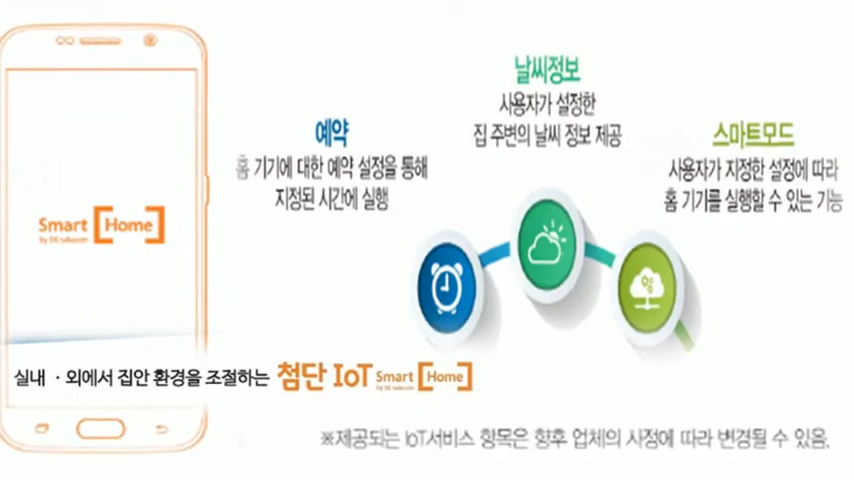 날씨정보
사용자가 설정한
집 주변의 날씨 정보 제공
예약
홈 기기에 대한 예약 설정을 통해
지정된 시간에 실행
스마트모드
사용자가 지정한 설정에 따라
홈 기기를 실행할 수 있는 기능
Smart [Home]
by SK telecom
실내 · 외에서 집안 환경을 조절하는 첨단 IoT Smart [Home]
by SK telecom
※제공되는 IoT서비스 항목은 향후 업체의 사정에 따라 변경될 수 있음.